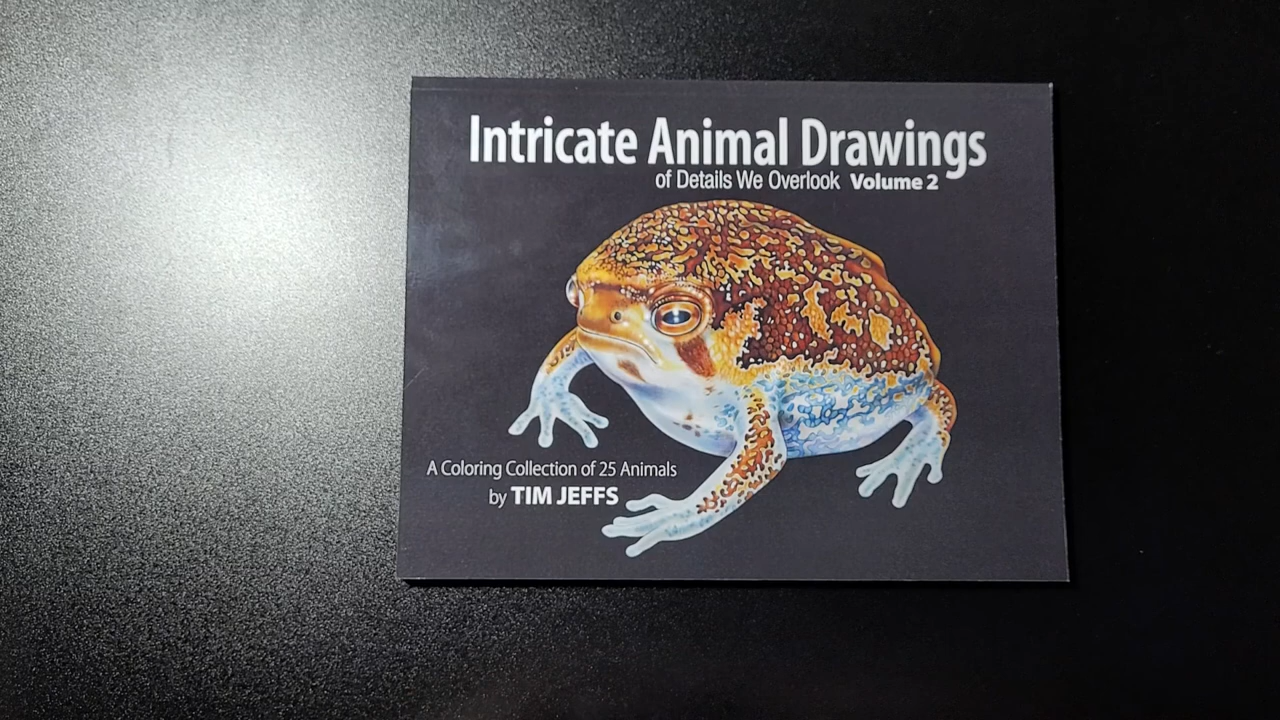 Intricate Animal Drawings
of Details We Overlook Volume 2
A Coloring Collection of 25 Animals
by TIM JEFFS